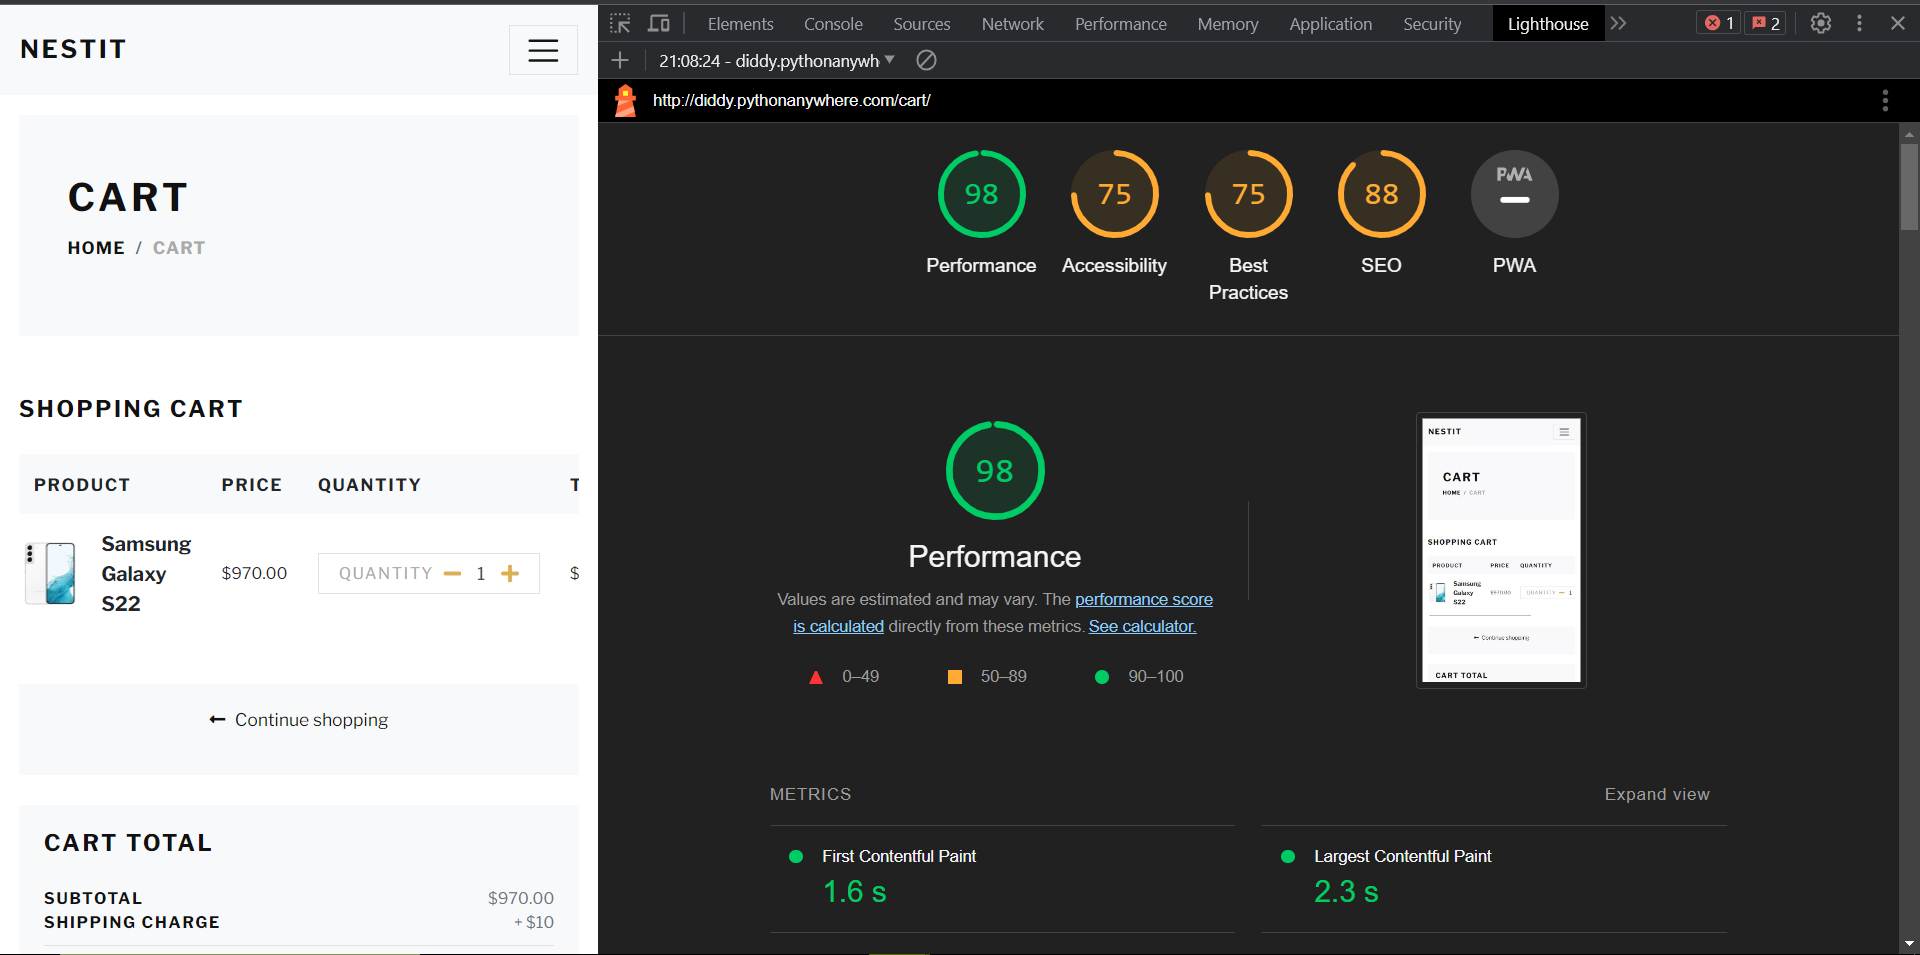 NESTIT
CART
HOME / CART
SHOPPING CART
PRODUCT PRICE QUANTITY T
Samsung
Galaxy
S22
$970.00 QUANTITY 1 $
Continue shopping
CART TOTAL
SUBTOTAL $970.00
SHIPPING CHARGE + $10
Elements Console Sources Network Performance Memory Application Security Lighthouse 1 2
21:08:24 - diddy.pythonanywh
http://diddy.pythonanywhere.com/cart/
98 75 75 88 PWA
Performance Accessibility Best Practices SEO PWA
98
Performance
Values are estimated and may vary. The performance score
is calculated directly from these metrics. See calculator.
0–49 50–89 90–100
NESTIT
CART
HOME / CART
SHOPPING CART
PRODUCT PRICE QUANTITY
Samsung
Galaxy
S22
$970.00 QUANTITY 1
Continue shopping
CART TOTAL
METRICS Expand view
First Contentful Paint
1.6 s
Largest Contentful Paint
2.3 s